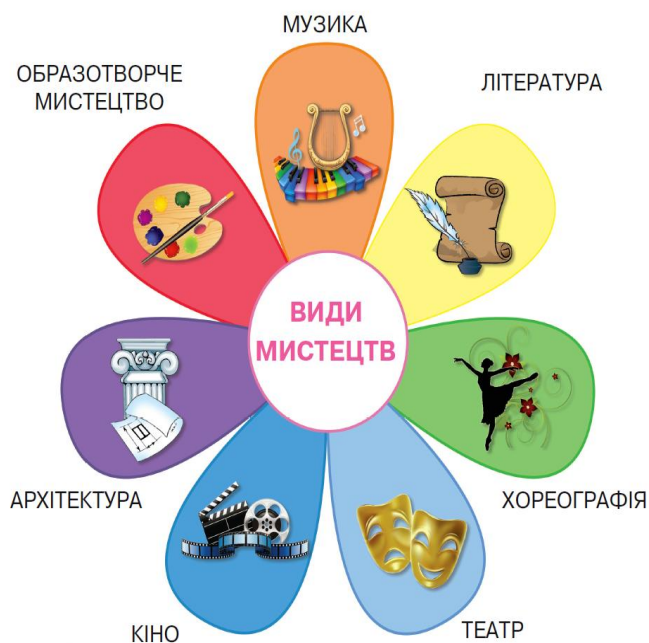 МУЗИКА
ОБРАЗОТВОРЧЕ
МИСТЕЦТВО
ЛІТЕРАТУРА
ВИДИ
МИСТЕЦТВ
АРХІТЕКТУРА
ХОРЕОГРАФІЯ
КІНО
ТЕАТР